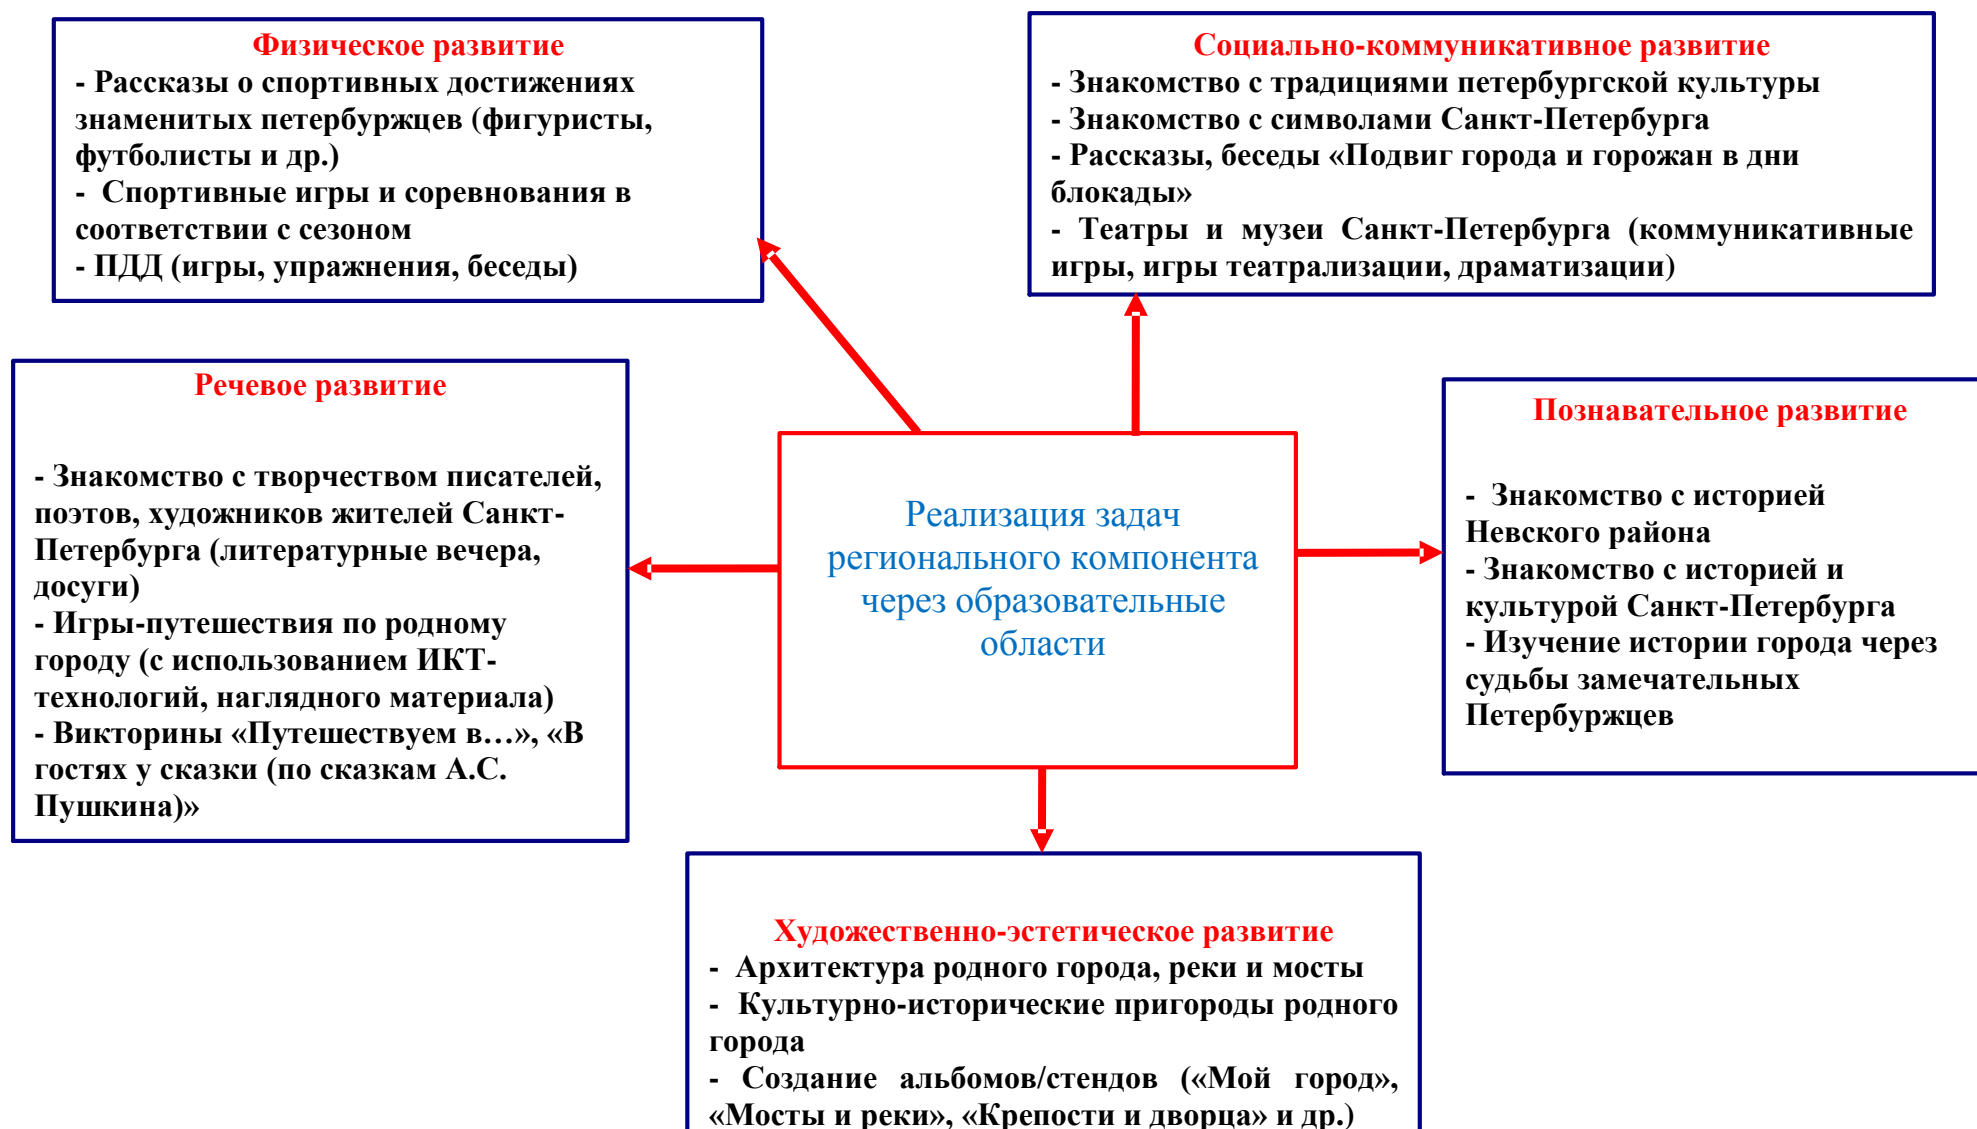 Физическое развитие
- Рассказы о спортивных достижениях
знаменитых петербуржцев (фигуристы,
футболисты и др.)
- Спортивные игры и соревнования в
соответствии с сезоном
- ПДД (игры, упражнения, беседы)
Социально-коммуникативное развитие
- Знакомство с традициями петербургской культуры
- Знакомство с символами Санкт-Петербурга
- Рассказы, беседы «Подвиг города и горожан в дни
блокады»
- Театры и музеи Санкт-Петербурга (коммуникативные
игры, игры театрализации, драматизации)
Речевое развитие
- Знакомство с творчеством писателей,
поэтов, художников жителей Санкт-
Петербурга (литературные вечера,
досуги)
- Игры-путешествия по родному
городу (с использованием ИКТ-
технологий, наглядного материала)
- Викторины «Путешествуем в…», «В
гостях у сказки (по сказкам А.С.
Пушкина)»
Реализация задач
регионального компонента
через образовательные
области
Познавательное развитие
- Знакомство с историей
Невского района
- Знакомство с историей и
культурой Санкт-Петербурга
- Изучение истории города через
судьбы замечательных
Петербуржцев
Художественно-эстетическое развитие
- Архитектура родного города, реки и мосты
- Культурно-исторические пригороды родного
города
- Создание альбомов/стендов («Мой город»,
«Мосты и реки», «Крепости и дворца» и др.)